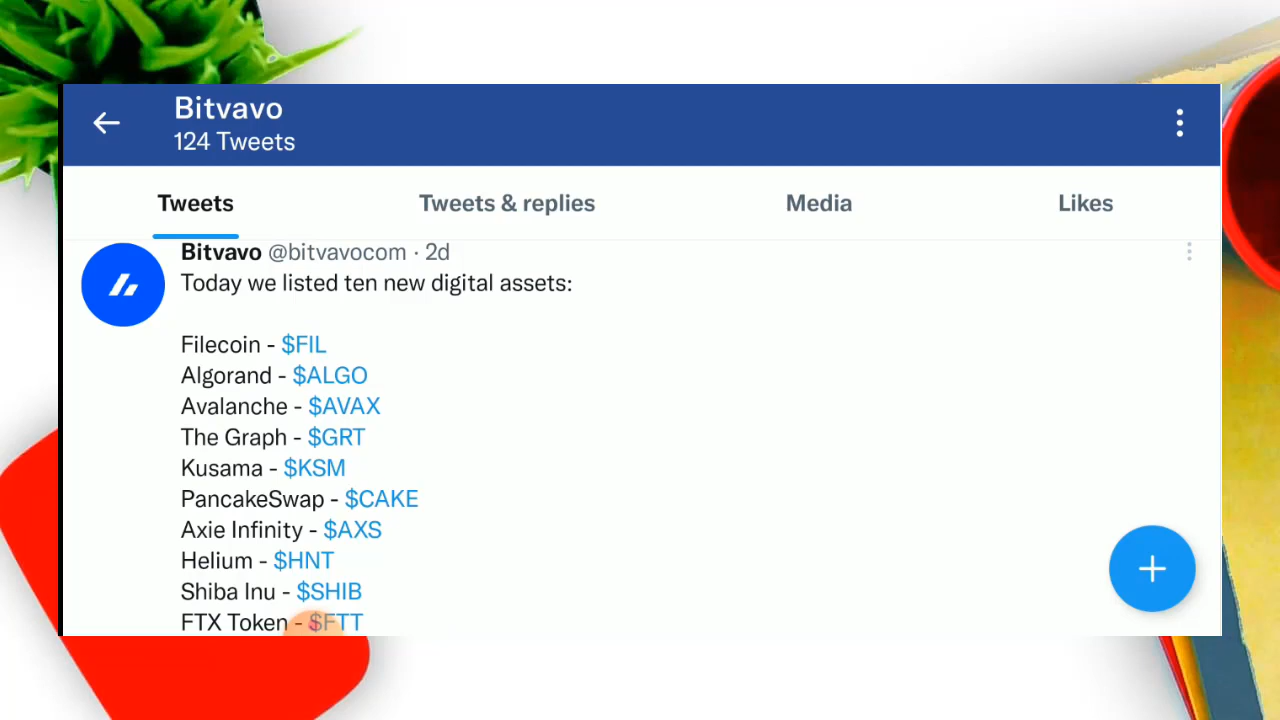 Bitvavo
124 Tweets
Tweets
Tweets & replies
Media
Likes
Bitvavo @bitvavocom · 2d
Today we listed ten new digital assets:
Filecoin - $FIL
Algorand - $ALGO
Avalanche - $AVAX
The Graph - $GRT
Kusama - $KSM
PancakeSwap - $CAKE
Axie Infinity - $AXS
Helium - $HNT
Shiba Inu - $SHIB
FTX Token - $FTT